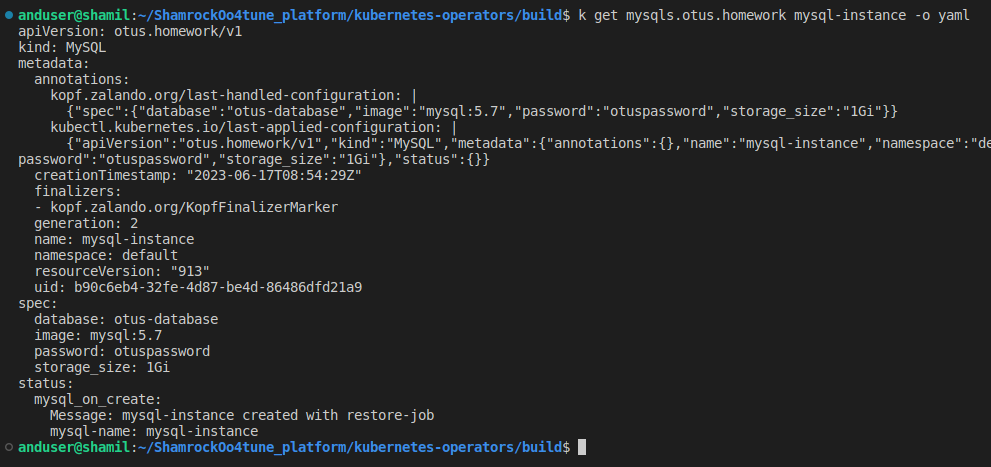 anduser@shamil:~/ShamrockOo4tune_platform/kubernetes-operators/build$ k get mysqls.otus.homework mysql-instance -o yaml
apiVersion: otus.homework/v1
kind: MySQL
metadata:
  annotations:
    kopf.zalando.org/last-handled-configuration: |
      {"spec":{"database":"otus-database","image":"mysql:5.7","password":"otuspassword","storage_size":"1Gi"}}
    kubectl.kubernetes.io/last-applied-configuration: |
      {"apiVersion":"otus.homework/v1","kind":"MySQL","metadata":{"annotations":{},"name":"mysql-instance","namespace":"de
password":"otuspassword","storage_size":"1Gi"},"status":{}}
  creationTimestamp: "2023-06-17T08:54:29Z"
  finalizers:
  - kopf.zalando.org/KopfFinalizerMarker
  generation: 2
  name: mysql-instance
  namespace: default
  resourceVersion: "913"
  uid: b90c6eb4-32fe-4d87-be4d-86486dfd21a9
spec:
  database: otus-database
  image: mysql:5.7
  password: otuspassword
  storage_size: 1Gi
status:
  mysql_on_create:
    Message: mysql-instance created with restore-job
    mysql-name: mysql-instance
anduser@shamil:~/ShamrockOo4tune_platform/kubernetes-operators/build$